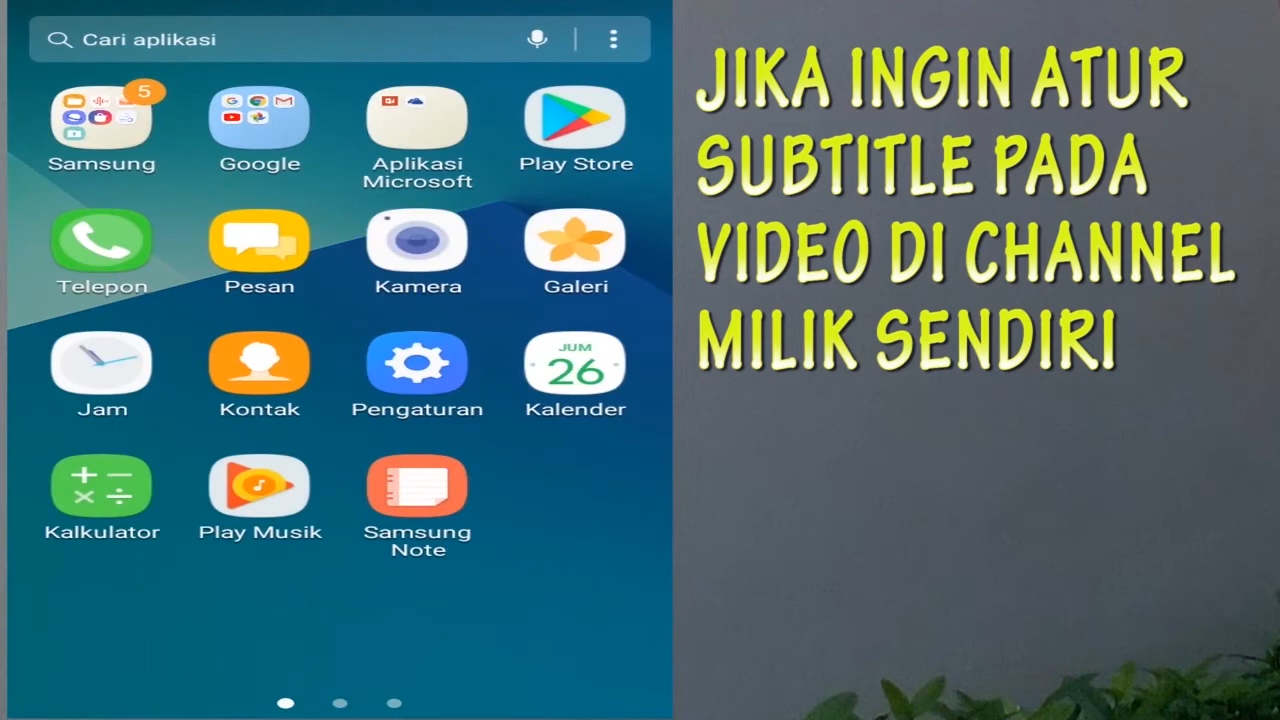 Cari aplikasi
5
Samsung
Google
Aplikasi
Microsoft
Play Store
Telepon
Pesan
Kamera
Galeri
JUM
26
Jam
Kontak
Pengaturan
Kalender
Kalkulator
Play Musik
Samsung
Note
JIKA INGIN ATUR
SUBTITLE PADA
VIDEO DI CHANNEL
MILIK SENDIRI